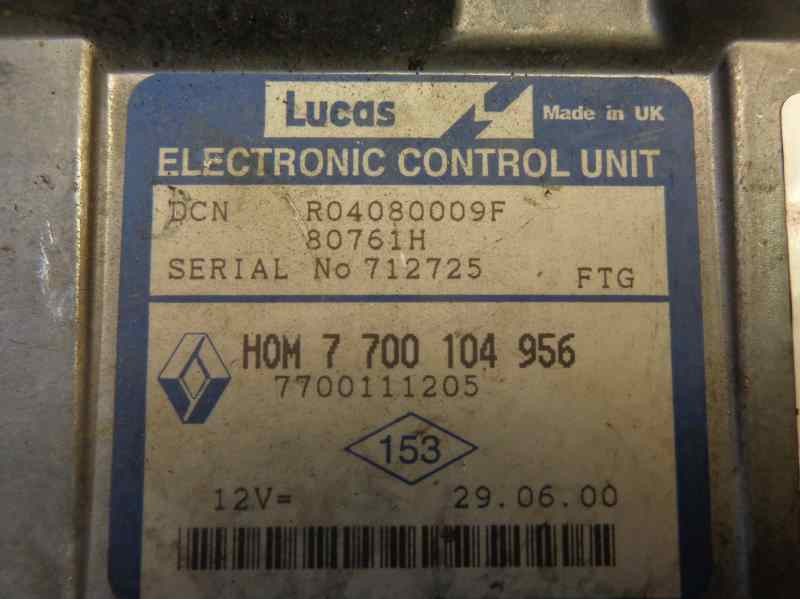 Lucas Made in UK
ELECTRONIC CONTROL UNIT
DCN R04080009F
80761H
SERIAL No 712725 FTG
HOM 7 700 104 956
7700111205
153
12V= 29.06.00